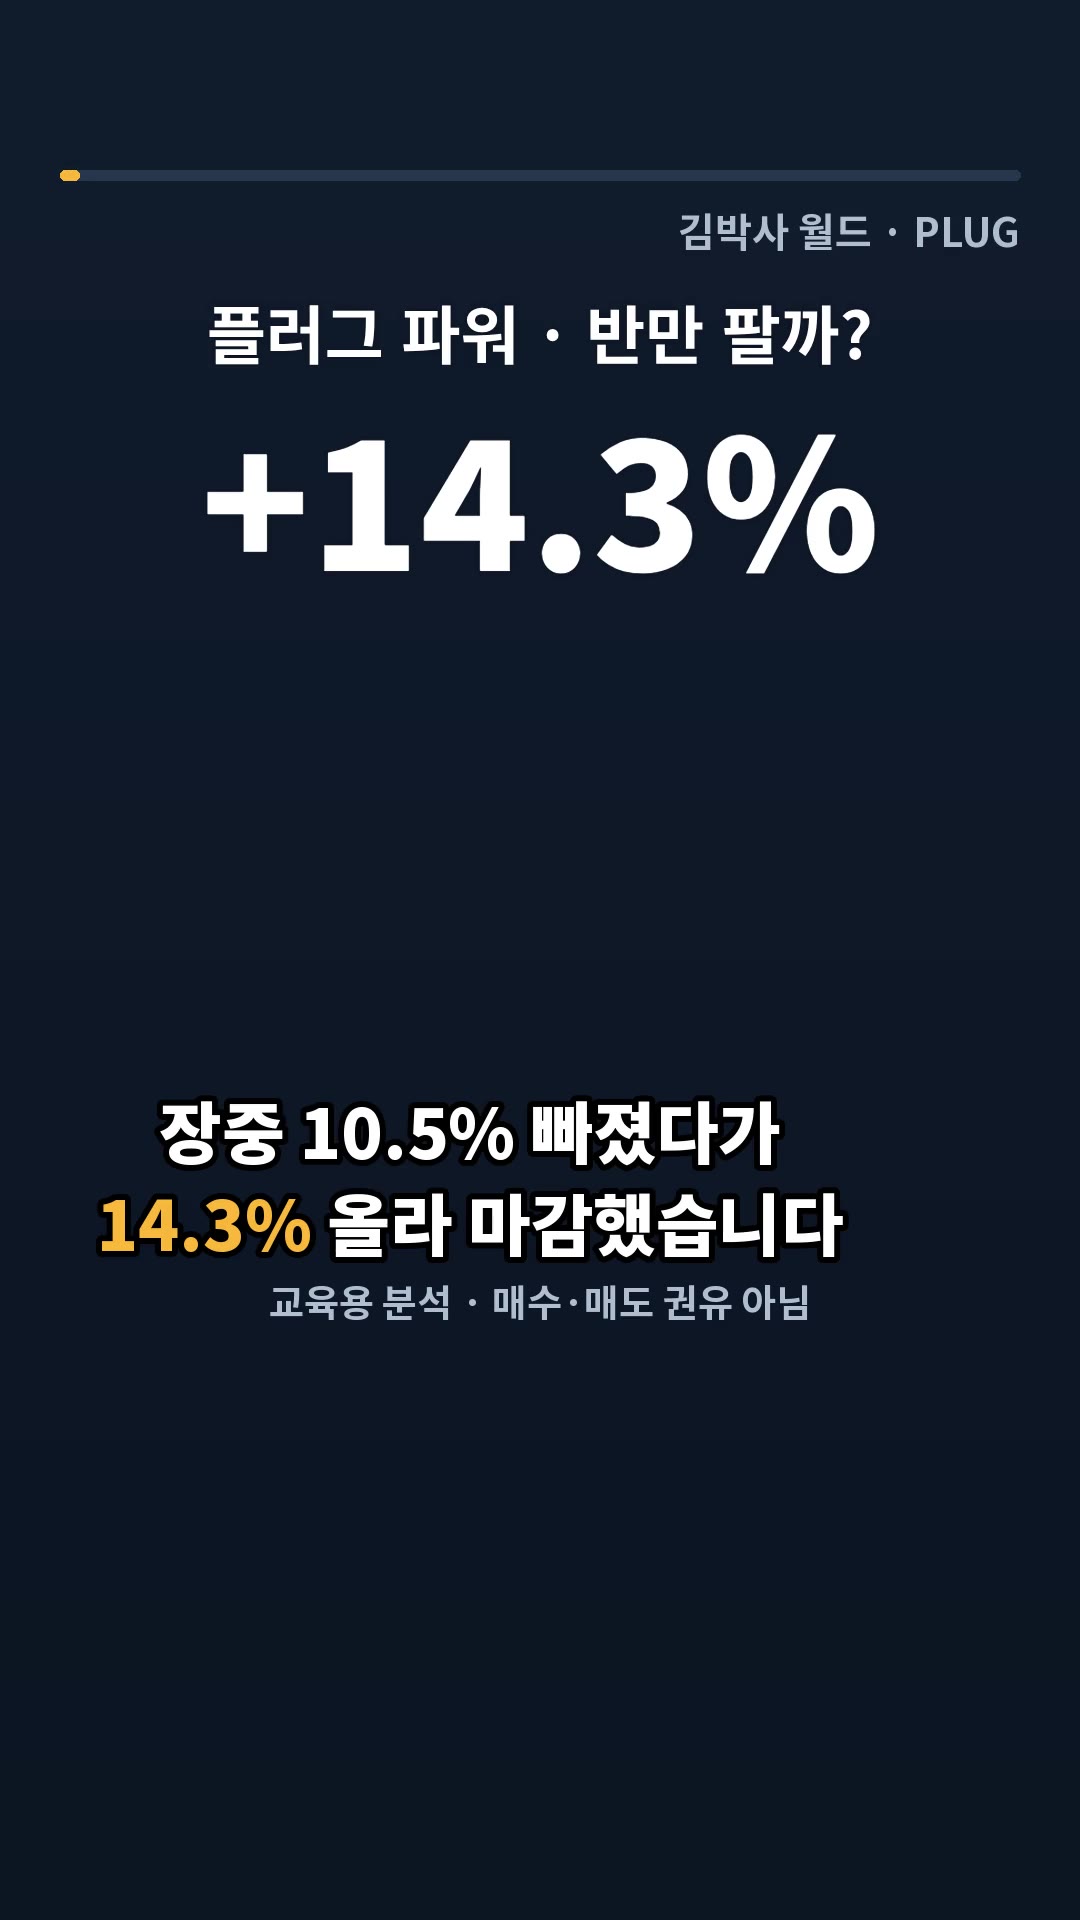 김박사 월드 · PLUG
플러그 파워 · 반만 팔까?
+14.3%
장중 10.5% 빠졌다가
14.3% 올라 마감했습니다
교육용 분석 · 매수·매도 권유 아님